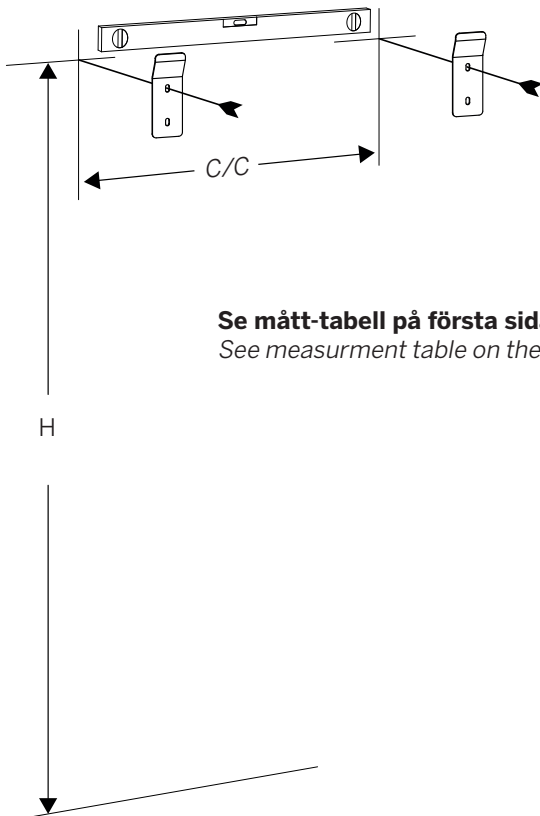 C/C
Se mått-tabell på första sid
See measurment table on the
H